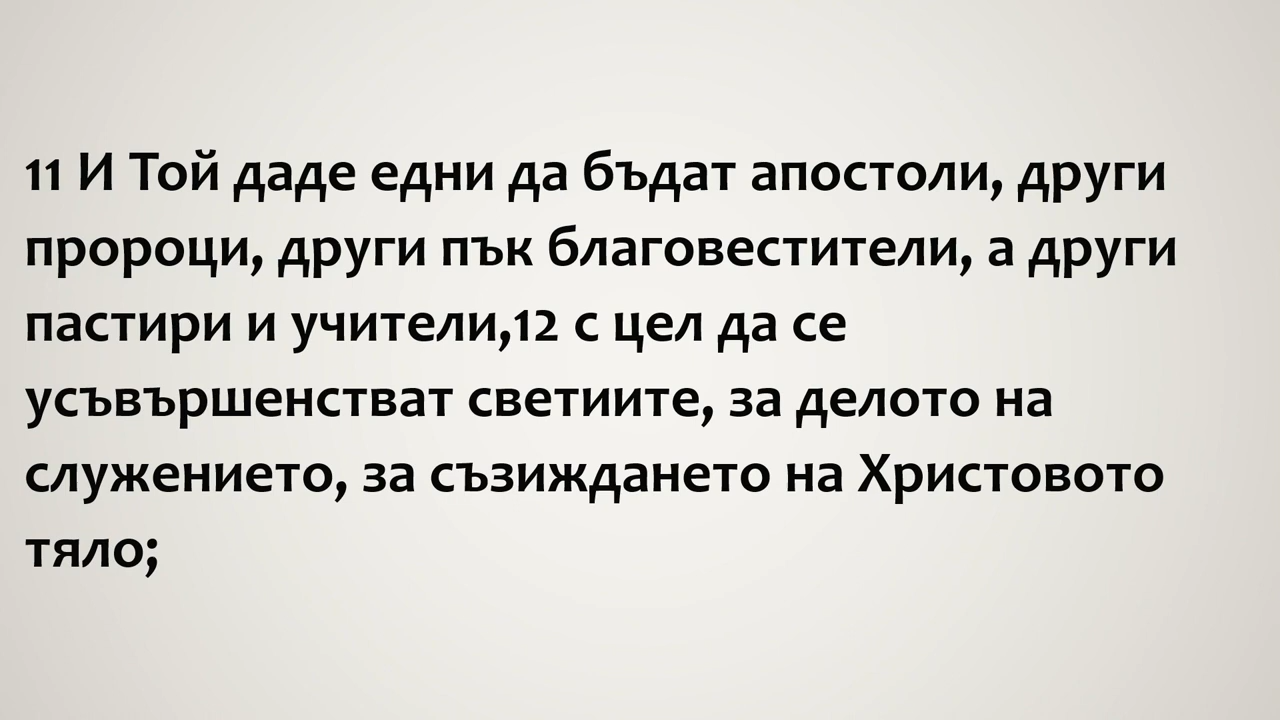 11 И Той даде едни да бъдат апостоли, други
пророци, други пък благовестители, а други
пастири и учители,12 с цел да се
усъвършенстват светиите, за делото на
служението, за съзиждането на Христовото
тяло;